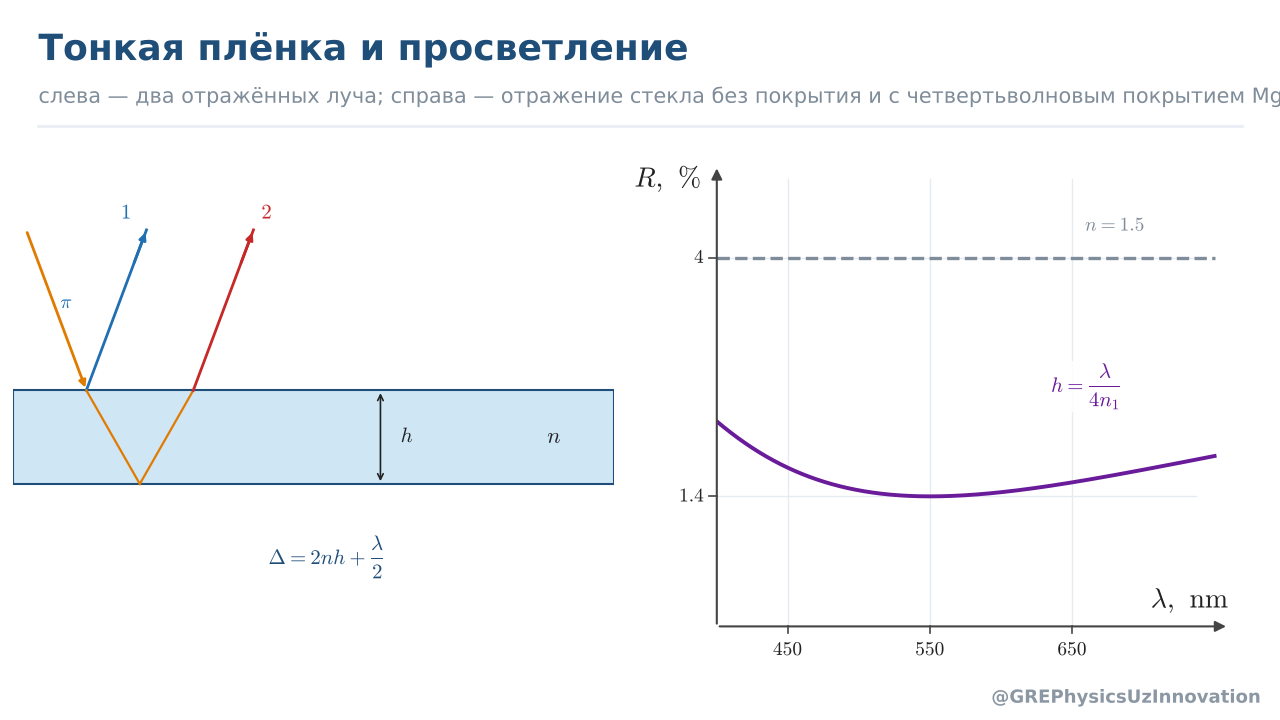 Тонкая плёнка и просветление
слева — два отражённых луча; справа — отражение стекла без покрытия и с четвертьволновым покрытием Mg
R, %
1
2
n = 1.5
4
π
h = λ/4n₁
h
n
1.4
Δ = 2nh + λ/2
λ, nm
450 550 650
@GREPhysicsUzInnovation